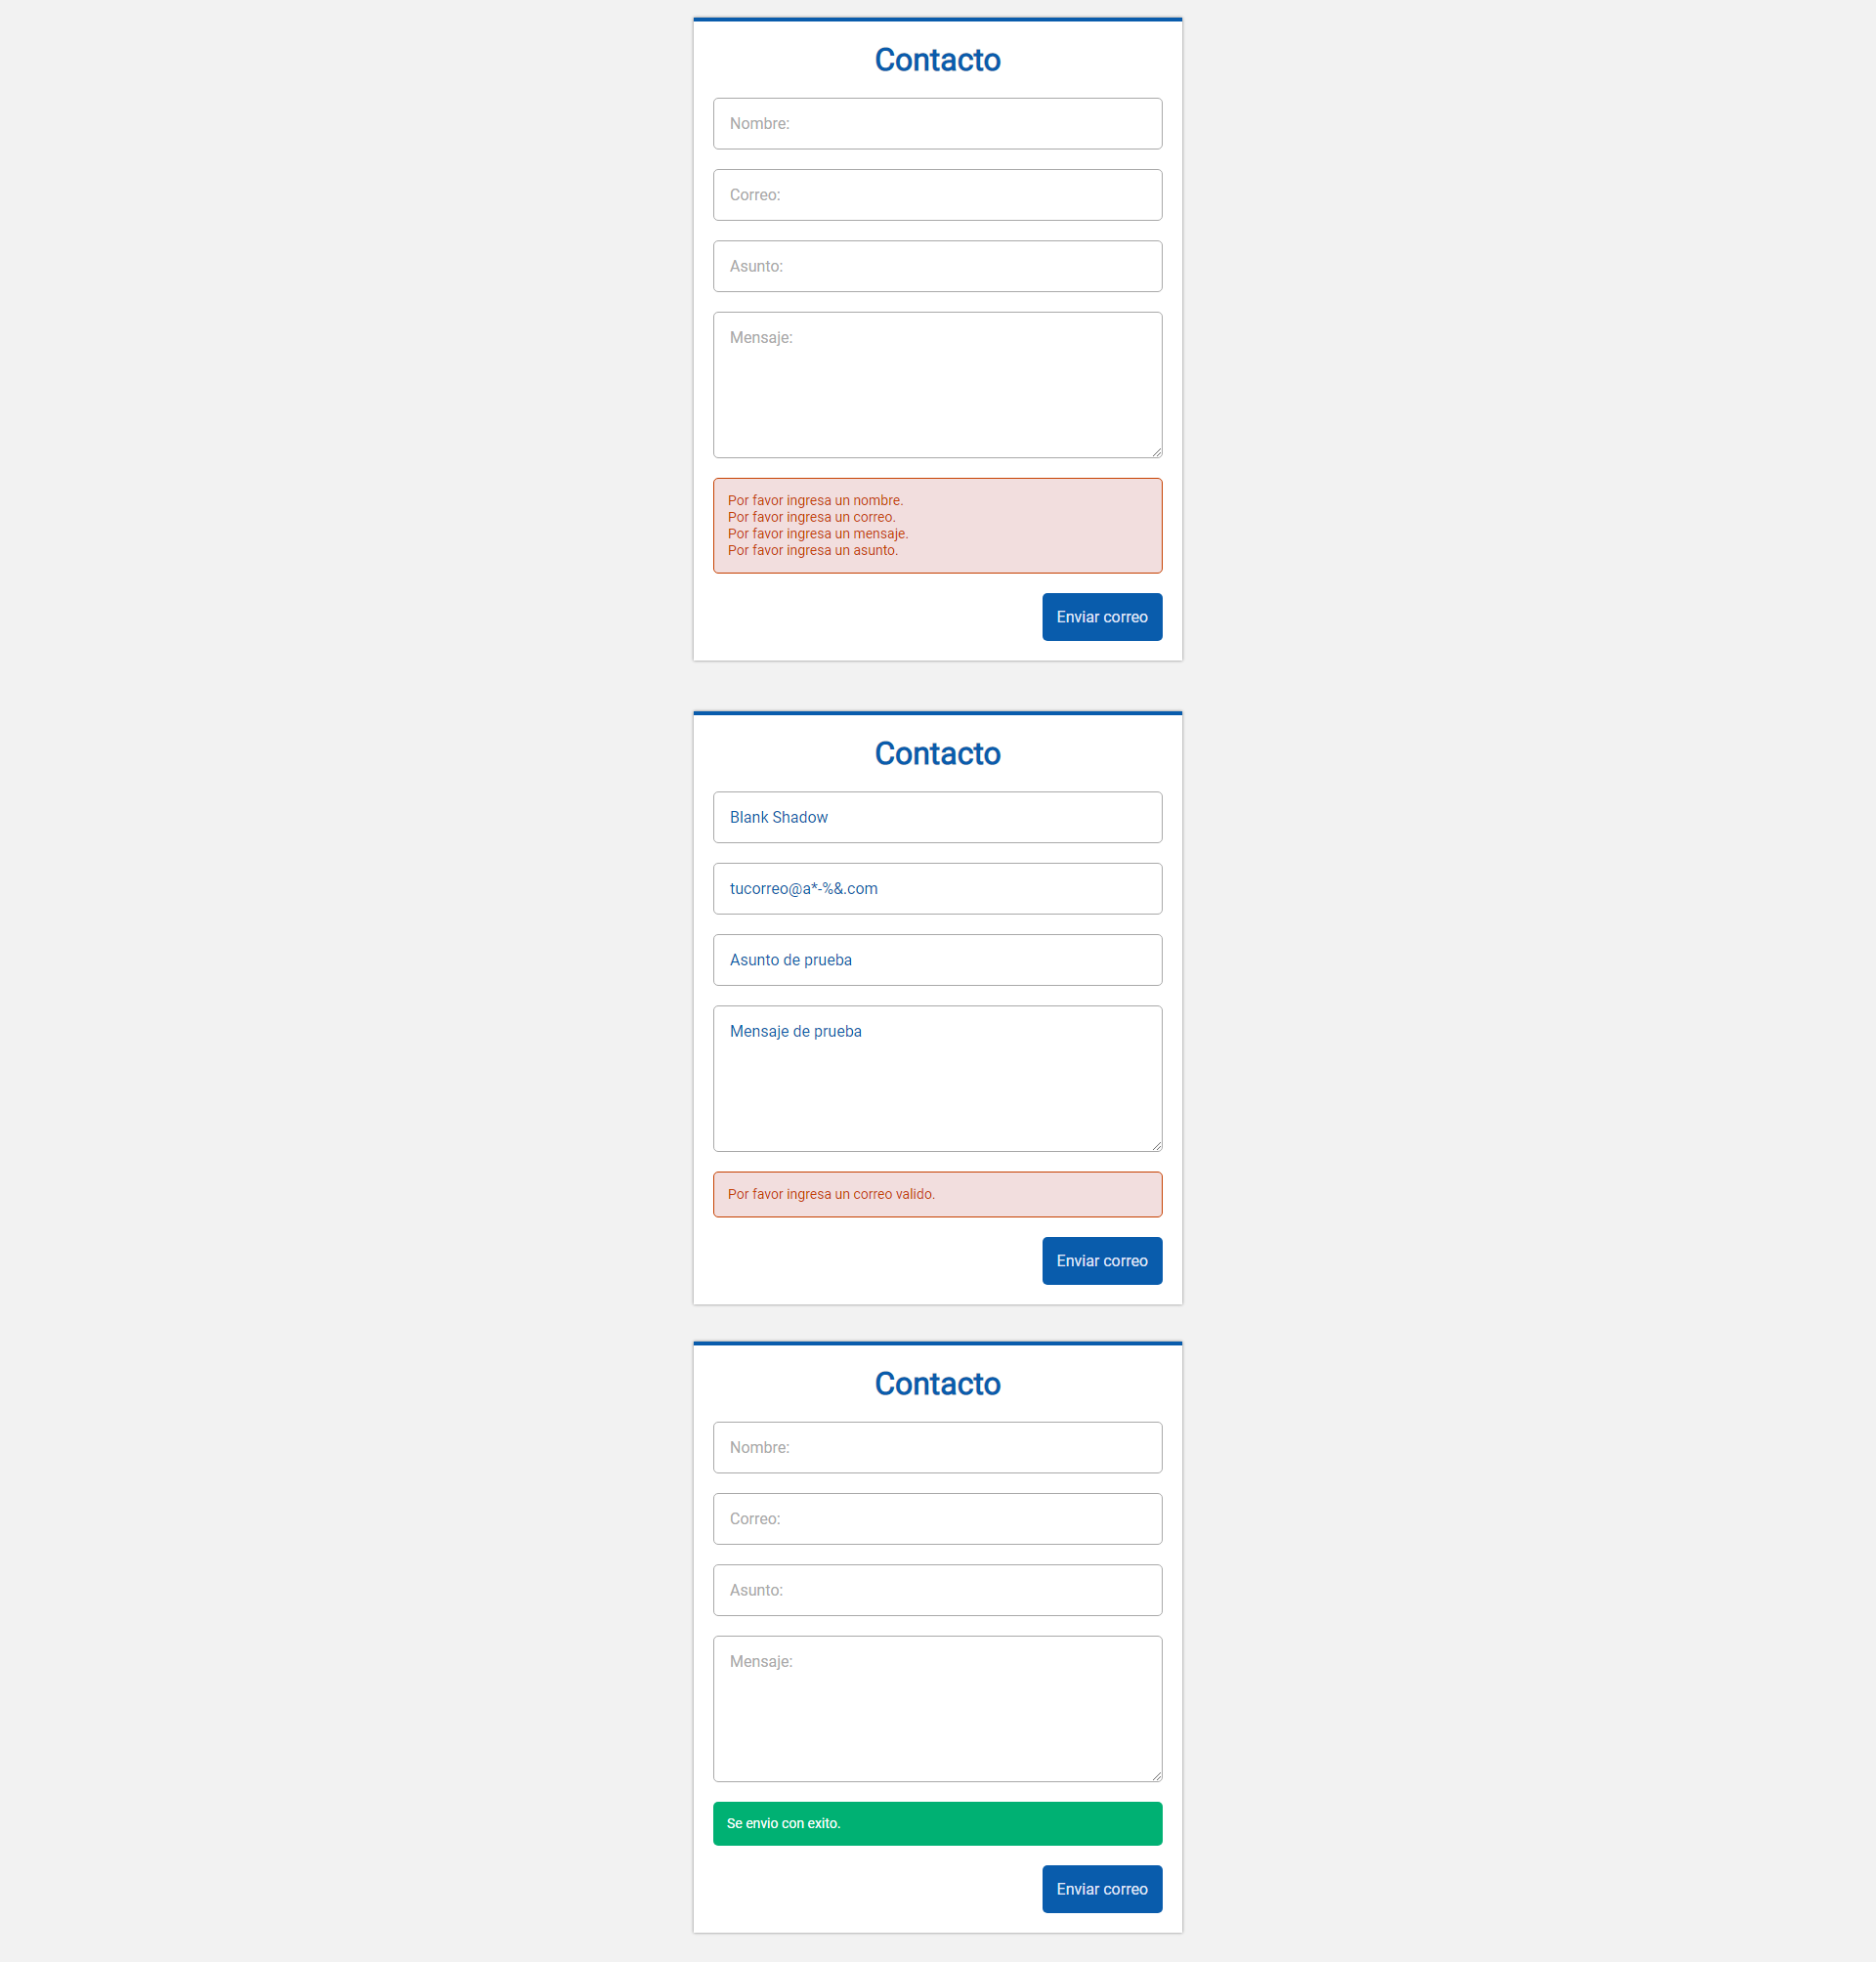 Contacto
Nombre:
Correo:
Asunto:
Mensaje:
Por favor ingresa un nombre.
Por favor ingresa un correo.
Por favor ingresa un mensaje.
Por favor ingresa un asunto.
Enviar correo
Contacto
Blank Shadow
tucorreo@a*-%&.com
Asunto de prueba
Mensaje de prueba
Por favor ingresa un correo valido.
Enviar correo
Contacto
Nombre:
Correo:
Asunto:
Mensaje:
Se envio con exito.
Enviar correo